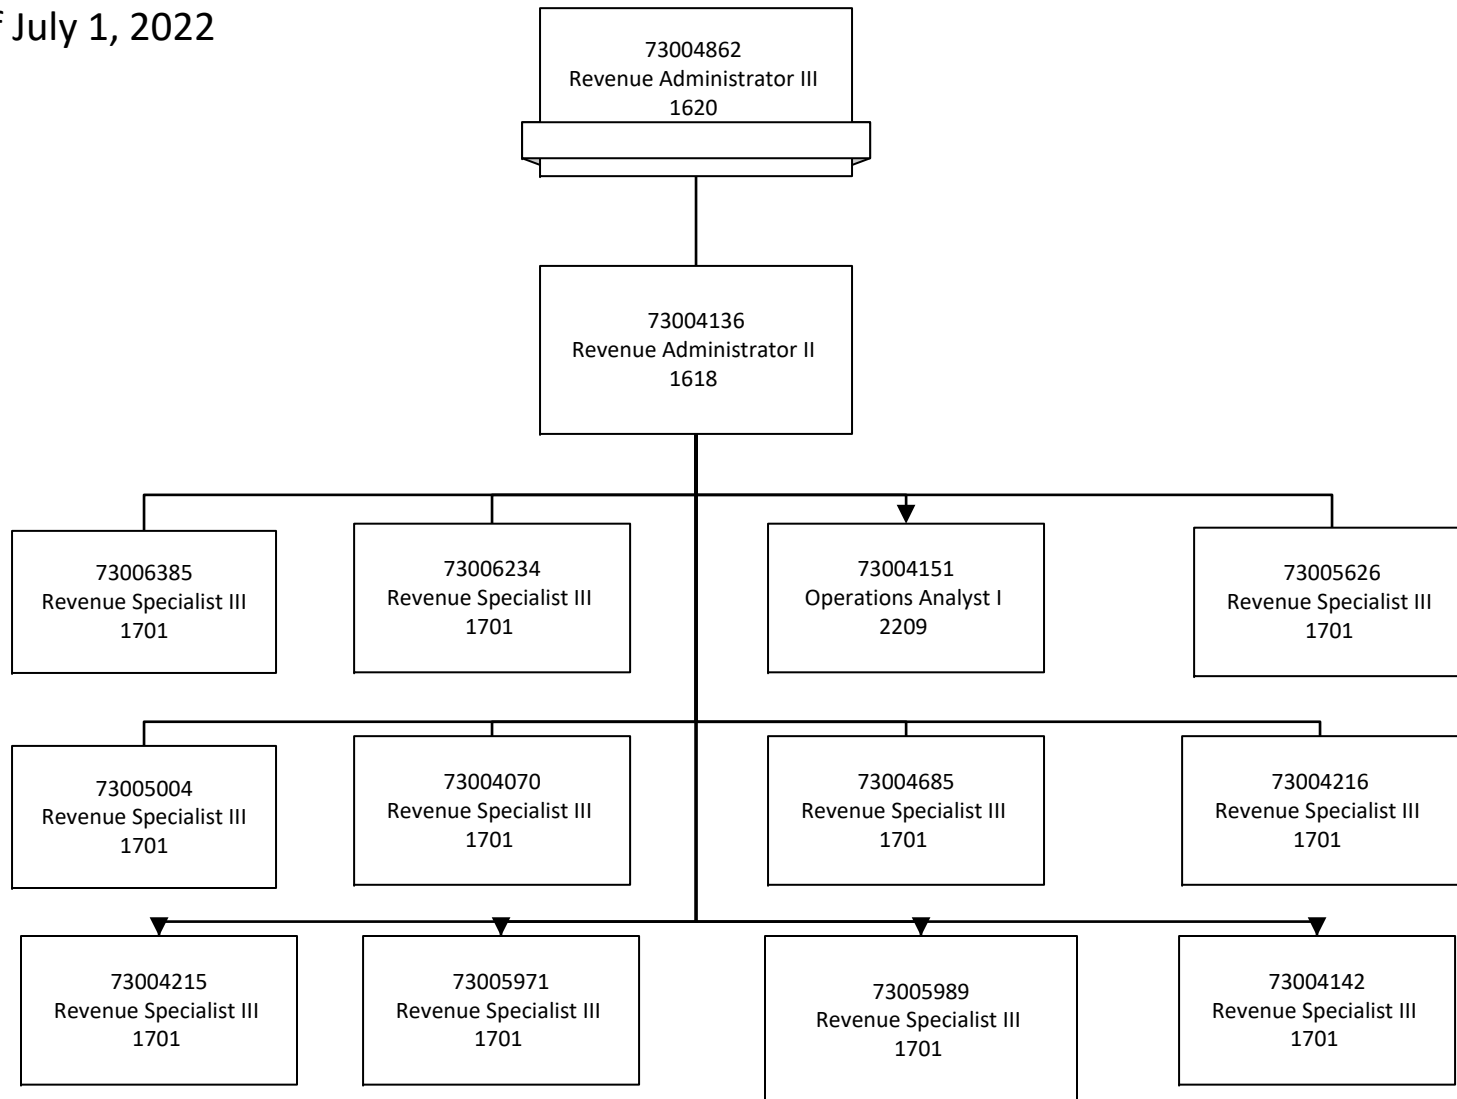 July 1, 2022
73004862
Revenue Administrator III
1620
73004136
Revenue Administrator II
1618
73006385
Revenue Specialist III
1701
73006234
Revenue Specialist III
1701
73004151
Operations Analyst I
2209
73005626
Revenue Specialist III
1701
73005004
Revenue Specialist III
1701
73004070
Revenue Specialist III
1701
73004685
Revenue Specialist III
1701
73004216
Revenue Specialist III
1701
73004215
Revenue Specialist III
1701
73005971
Revenue Specialist III
1701
73005989
Revenue Specialist III
1701
73004142
Revenue Specialist III
1701